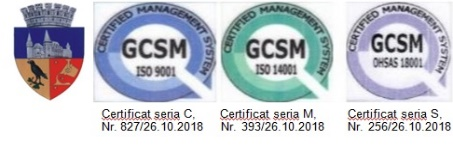 CERTIFIED MANAGEMENT SYSTEM
GCSM
ISO 9001
CERTIFIED MANAGEMENT SYSTEM
GCSM
ISO 14001
CERTIFIED MANAGEMENT SYSTEM
GCSM
OHSAS 18001
Certificat seria C,
Nr. 827/26.10.2018
Certificat seria M,
Nr. 393/26.10.2018
Certificat seria S,
Nr. 256/26.10.2018